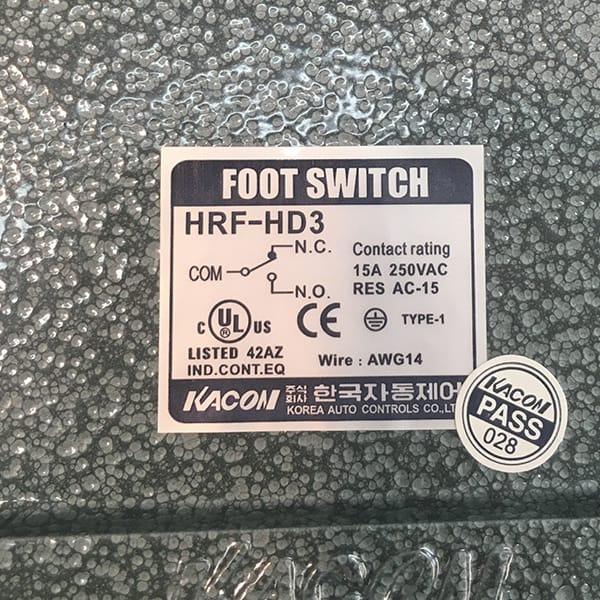 FOOT SWITCH
HRF-HD3
N.C.
COM
N.O.
Contact rating
15A 250VAC
RES AC-15
C UL US
LISTED 42AZ
IND.CONT.EQ
CE
TYPE-1
Wire : AWG14
KACON 주식회사 한국자동제어
KOREA AUTO CONTROLS CO.,LT
KACON
PASS
028
KACON